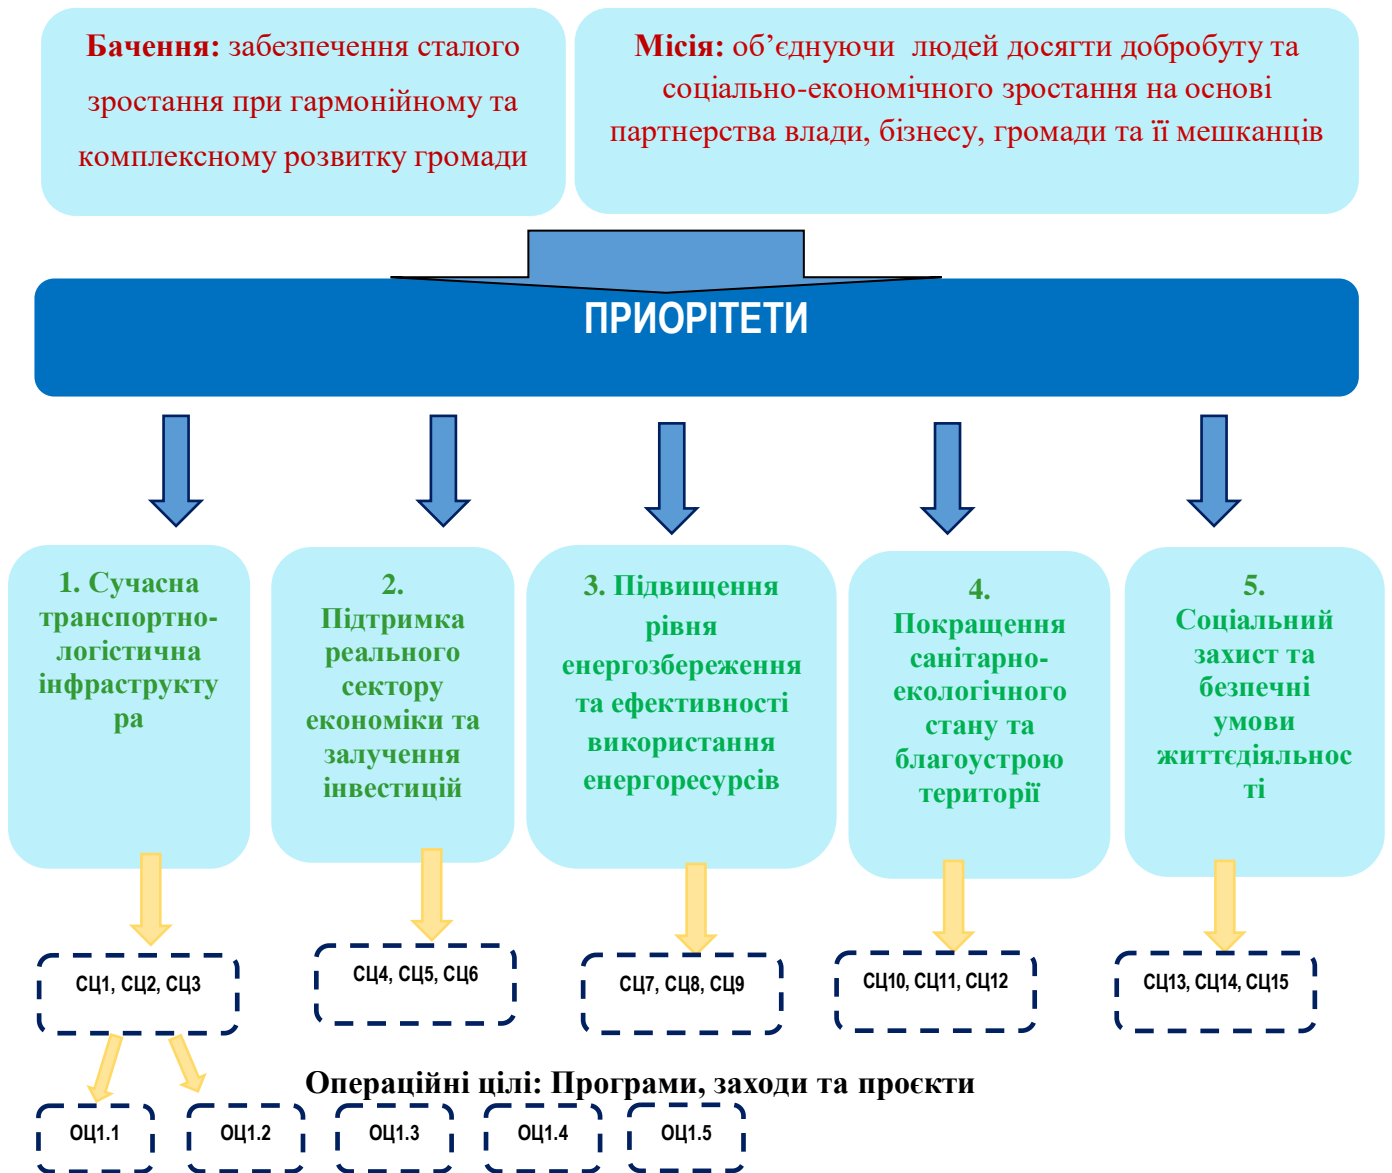 Бачення: забезпечення сталого
зростання при гармонійному та
комплексному розвитку громади
Місія: об’єднуючи людей досягти добробуту та
соціально-економічного зростання на основі
партнерства влади, бізнесу, громади та її мешканців
ПРИОРІТЕТИ
1. Сучасна
транспортно-
логістична
інфраструкту
ра
2.
Підтримка
реального
сектору
економіки та
залучення
інвестицій
3. Підвищення
рівня
енергозбереження
та ефективності
використання
енергоресурсів
4.
Покращення
санітарно-
екологічного
стану та
благоустрою
території
5.
Соціальний
захист та
безпечні
умови
життєдіяльнос
ті
СЦ1, СЦ2, СЦ3
СЦ4, СЦ5, СЦ6
СЦ7, СЦ8, СЦ9
СЦ10, СЦ11, СЦ12
СЦ13, СЦ14, СЦ15
Операційні цілі: Програми, заходи та проєкти
ОЦ1.1
ОЦ1.2
ОЦ1.3
ОЦ1.4
ОЦ1.5